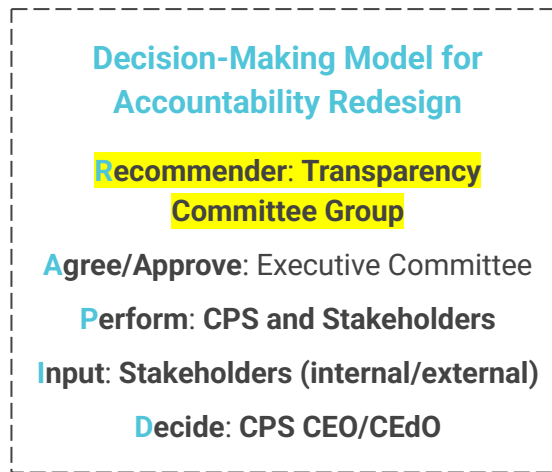 Decision-Making Model for
Accountability Redesign
Recommender: Transparency
Committee Group
Agree/Approve: Executive Committee
Perform: CPS and Stakeholders
Input: Stakeholders (internal/external)
Decide: CPS CEO/CEdO